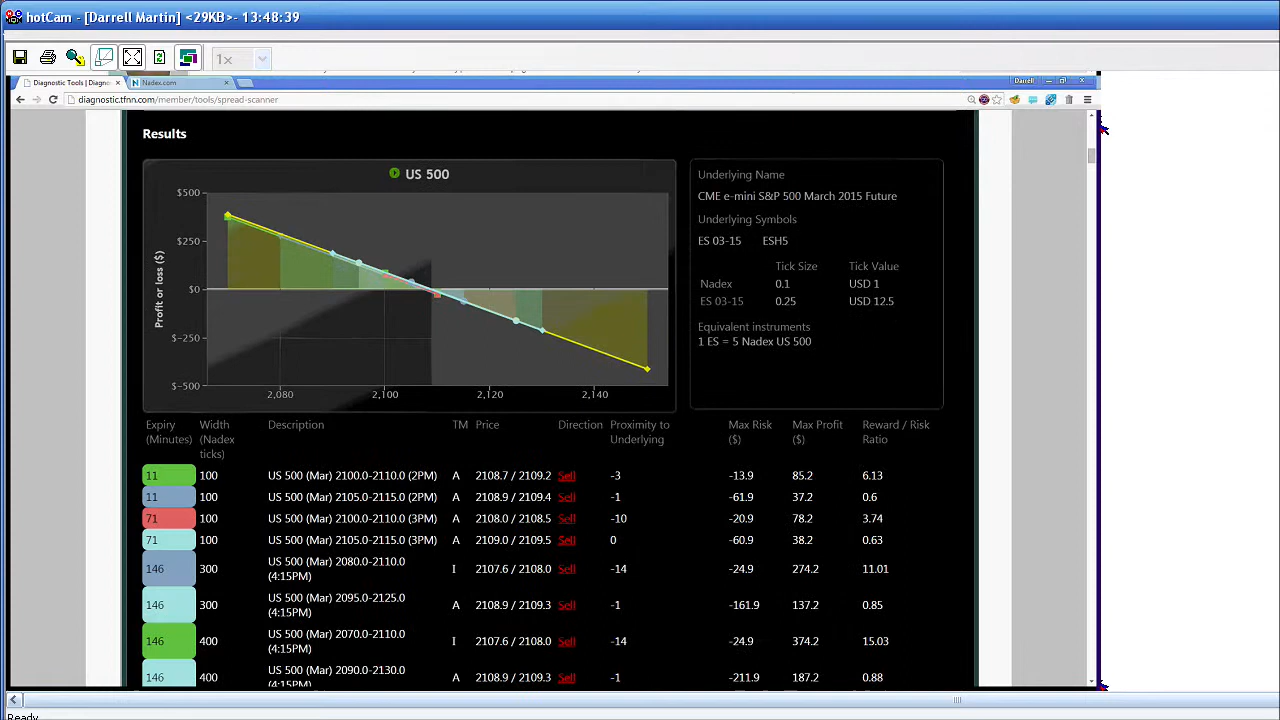 hotCam - [Darrell Martin] <29KB>- 13:48:39
1×
Diagnostic Tools | Diagno × Nadex.com × Darrell
diagnostic.tfnn.com/member/tools/spread-scanner
Results
US 500
$500
$250
$0
$-250
$-500
Profit or loss ($)
2,080 2,100 2,120 2,140
Underlying Name
CME e-mini S&P 500 March 2015 Future
Underlying Symbols
ES 03-15 ESH5
Tick Size Tick Value
Nadex 0.1 USD 1
ES 03-15 0.25 USD 12.5
Equivalent instruments
1 ES = 5 Nadex US 500
Expiry (Minutes) Width (Nadex ticks) Description TM Price Direction Proximity to Underlying Max Risk ($) Max Profit ($) Reward / Risk Ratio
11 100 US 500 (Mar) 2100.0-2110.0 (2PM) A 2108.7 / 2109.2 Sell -3 -13.9 85.2 6.13
11 100 US 500 (Mar) 2105.0-2115.0 (2PM) A 2108.9 / 2109.4 Sell -1 -61.9 37.2 0.6
71 100 US 500 (Mar) 2100.0-2110.0 (3PM) A 2108.0 / 2108.5 Sell -10 -20.9 78.2 3.74
71 100 US 500 (Mar) 2105.0-2115.0 (3PM) A 2109.0 / 2109.5 Sell 0 -60.9 38.2 0.63
146 300 US 500 (Mar) 2080.0-2110.0 (4:15PM) I 2107.6 / 2108.0 Sell -14 -24.9 274.2 11.01
146 300 US 500 (Mar) 2095.0-2125.0 (4:15PM) A 2108.9 / 2109.3 Sell -1 -161.9 137.2 0.85
146 400 US 500 (Mar) 2070.0-2110.0 (4:15PM) I 2107.6 / 2108.0 Sell -14 -24.9 374.2 15.03
146 400 US 500 (Mar) 2090.0-2130.0 (4:15PM) A 2108.9 / 2109.3 Sell -1 -211.9 187.2 0.88
Ready